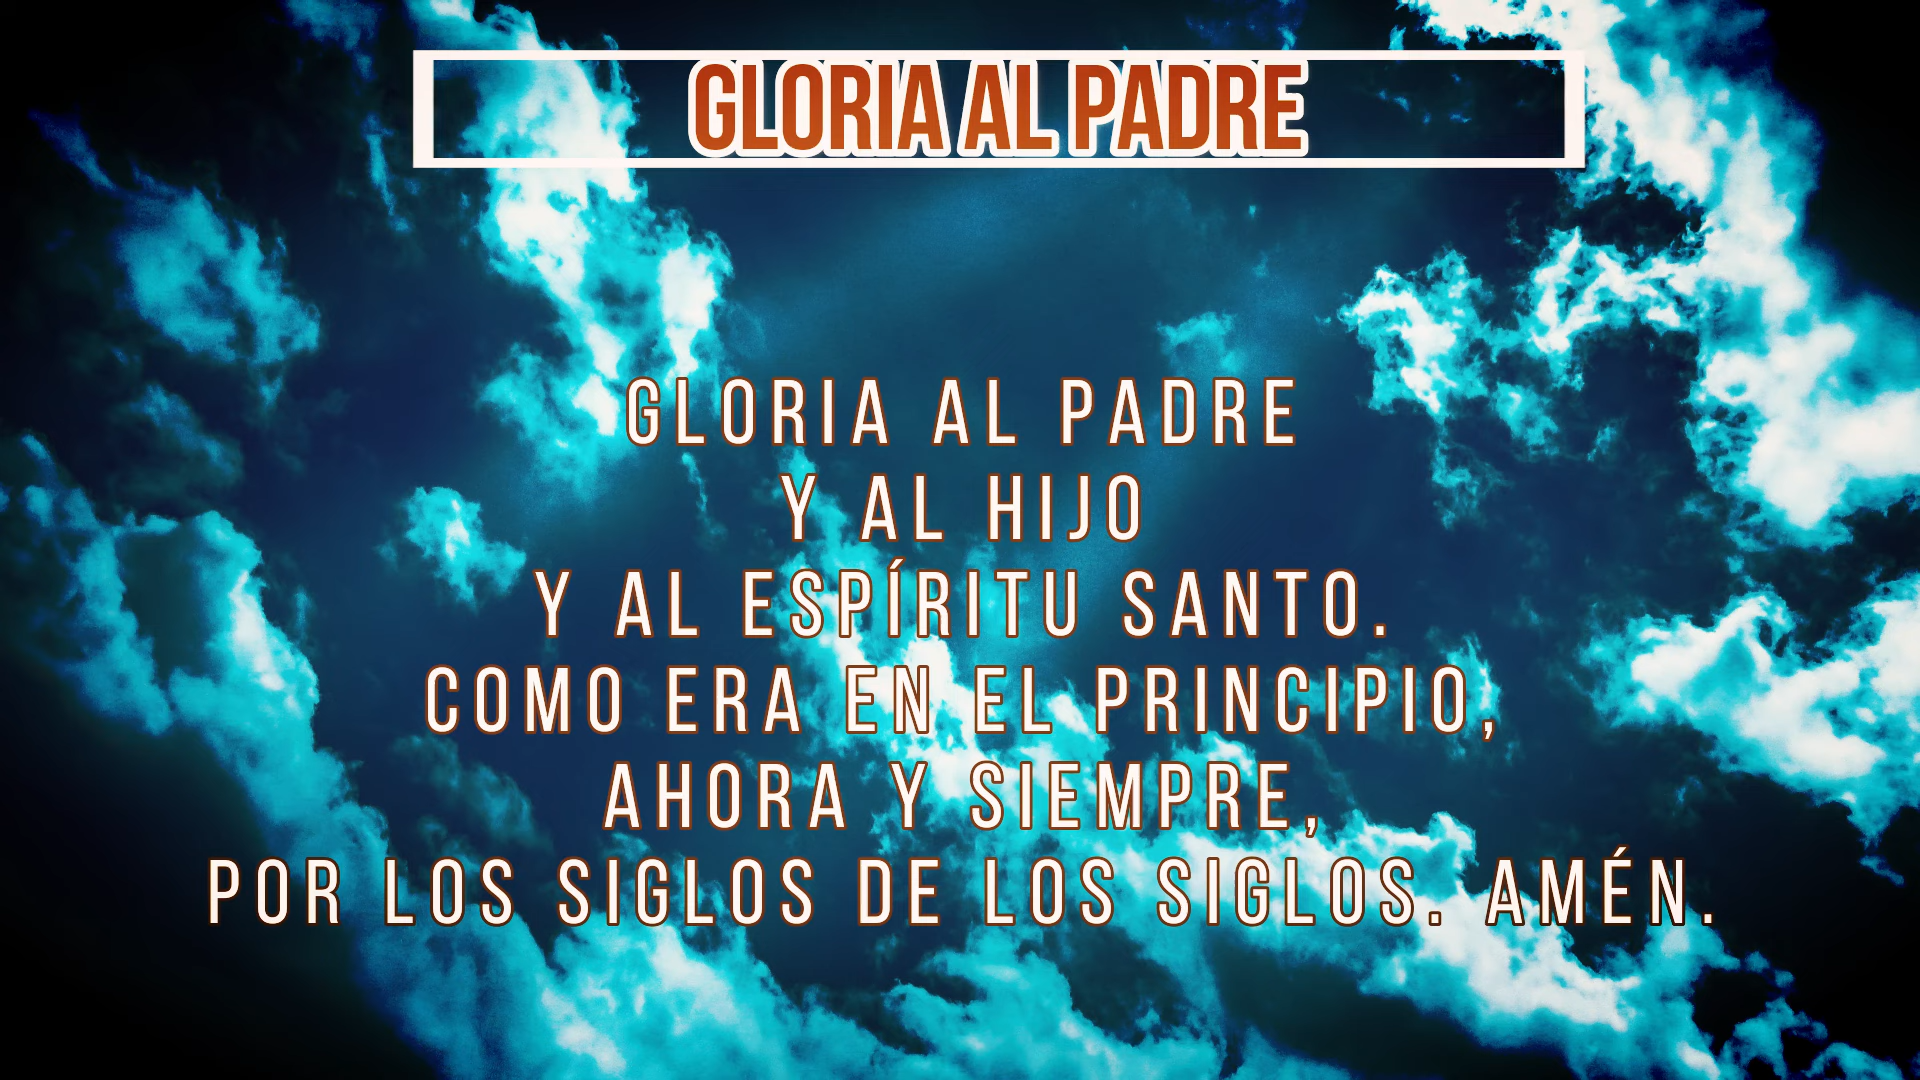 GLORIA AL PADRE
GLORIA AL PADRE
Y AL HIJO
Y AL ESPÍRITU SANTO.
COMO ERA EN EL PRINCIPIO,
AHORA Y SIEMPRE,
POR LOS SIGLOS DE LOS SIGLOS. AMÉN.